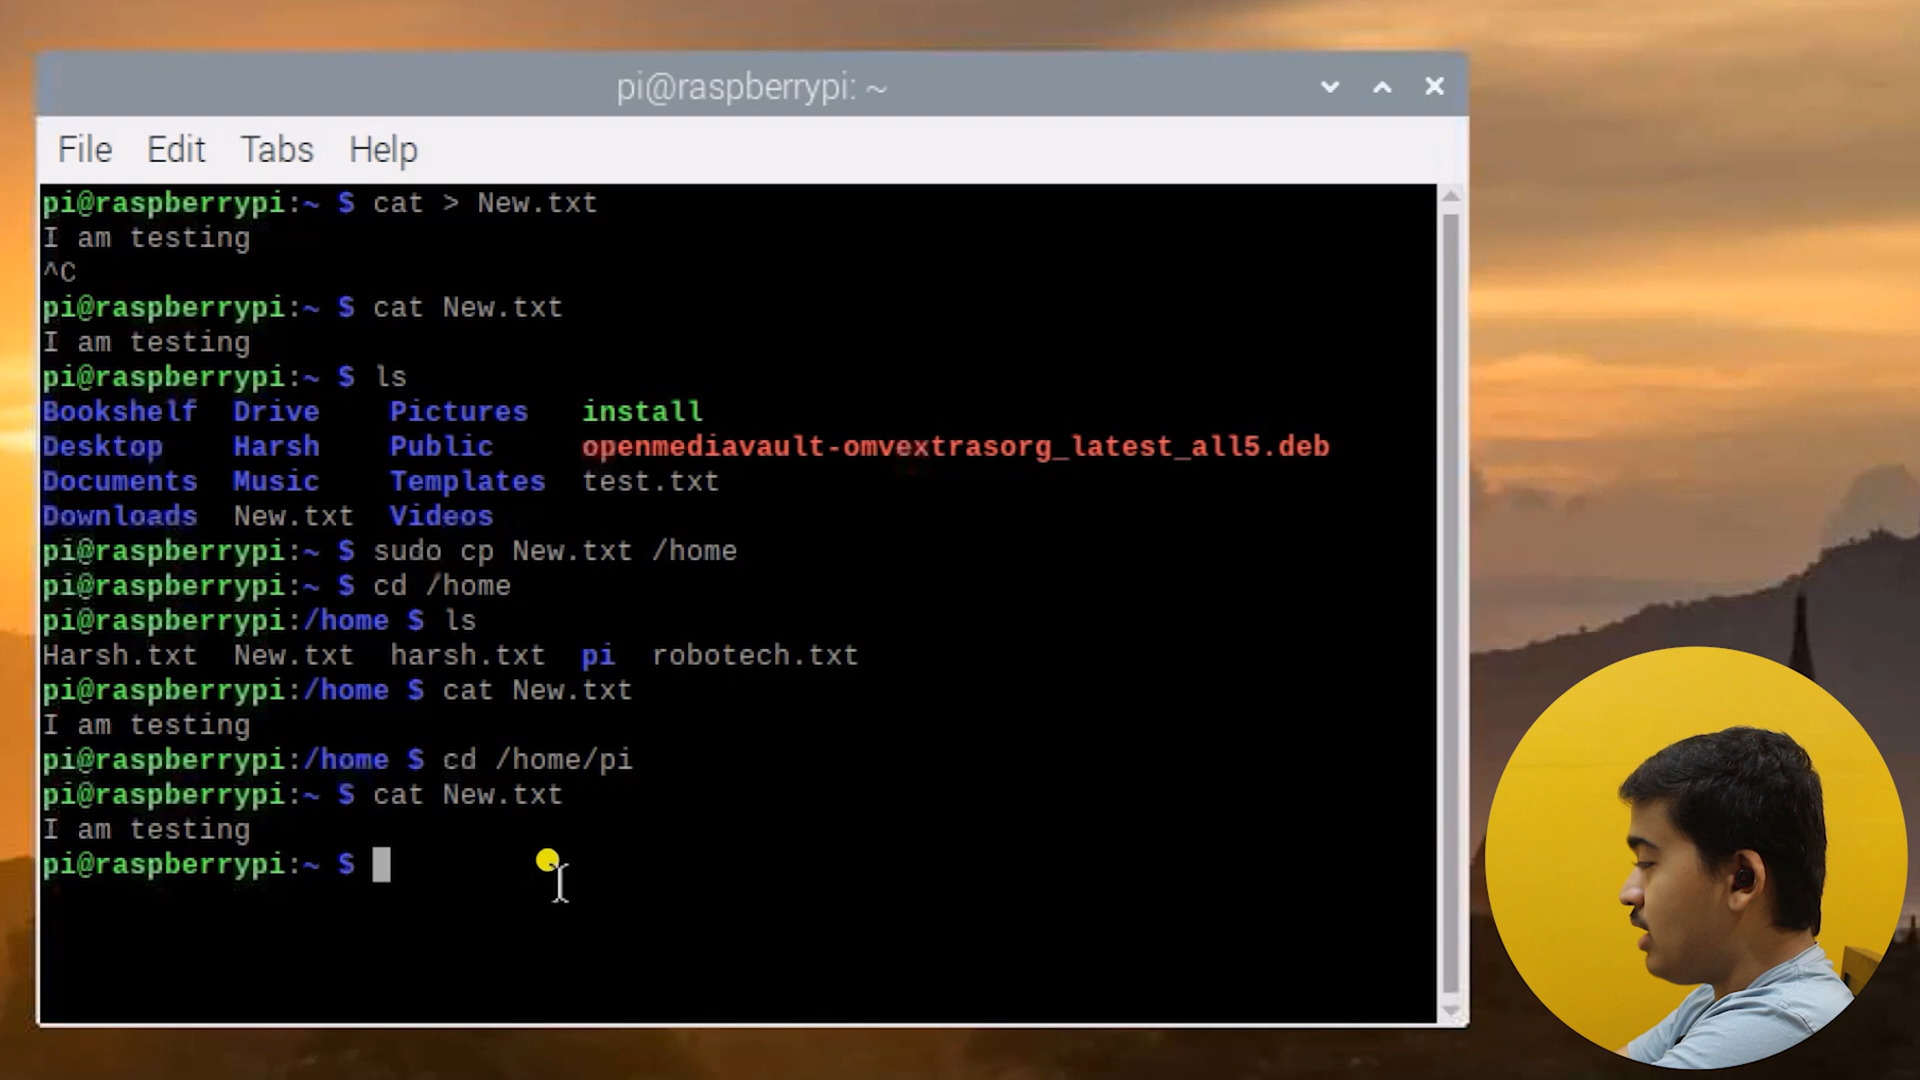 pi@raspberrypi: ~
File Edit Tabs Help
pi@raspberrypi:~ $ cat > New.txt
I am testing
^C
pi@raspberrypi:~ $ cat New.txt
I am testing
pi@raspberrypi:~ $ ls
Bookshelf Drive Pictures install
Desktop Harsh Public openmediavault-omvextrasorg_latest_all5.deb
Documents Music Templates test.txt
Downloads New.txt Videos
pi@raspberrypi:~ $ sudo cp New.txt /home
pi@raspberrypi:~ $ cd /home
pi@raspberrypi:/home $ ls
Harsh.txt New.txt harsh.txt pi robotech.txt
pi@raspberrypi:/home $ cat New.txt
I am testing
pi@raspberrypi:/home $ cd /home/pi
pi@raspberrypi:~ $ cat New.txt
I am testing
pi@raspberrypi:~ $